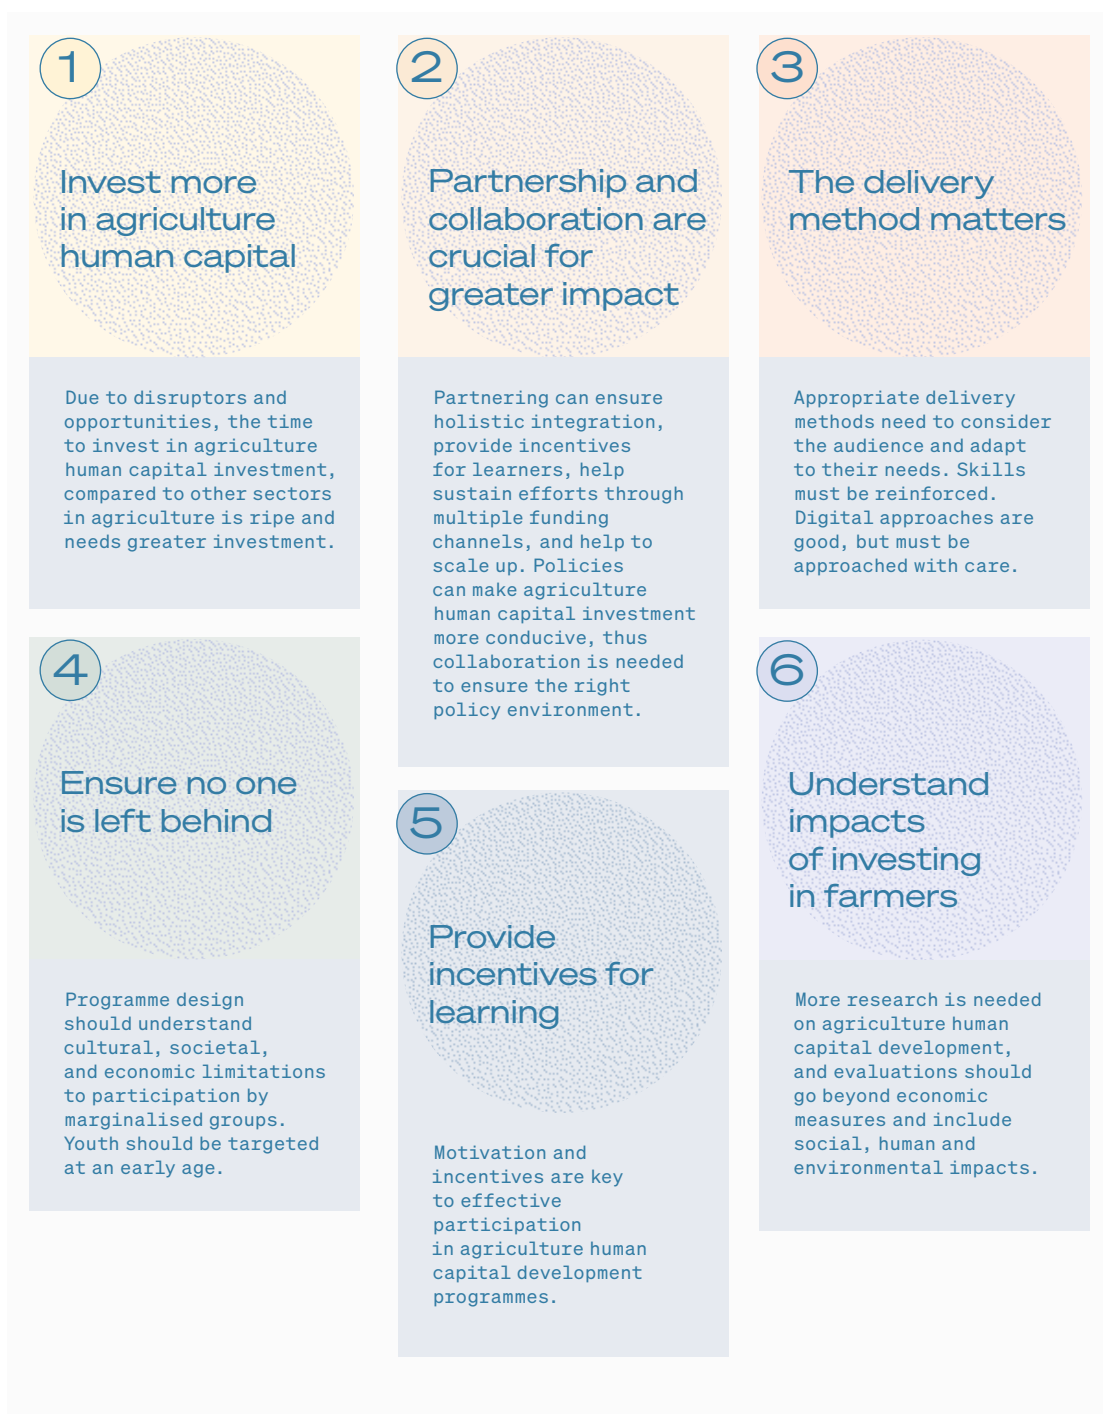 1
Invest more
in agriculture
human capital
Due to disruptors and
opportunities, the time
to invest in agriculture
human capital investment,
compared to other sectors
in agriculture is ripe and
needs greater investment.
2
Partnership and
collaboration are
crucial for
greater impact
Partnering can ensure
holistic integration,
provide incentives
for learners, help
sustain efforts through
multiple funding
channels, and help to
scale up. Policies
can make agriculture
human capital investment
more conducive, thus
collaboration is needed
to ensure the right
policy environment.
3
The delivery
method matters
Appropriate delivery
methods need to consider
the audience and adapt
to their needs. Skills
must be reinforced.
Digital approaches are
good, but must be
approached with care.
4
Ensure no one
is left behind
Programme design
should understand
cultural, societal,
and economic limitations
to participation by
marginalised groups.
Youth should be targeted
at an early age.
5
Provide
incentives for
learning
Motivation and
incentives are key
to effective
participation
in agriculture human
capital development
programmes.
6
Understand
impacts
of investing
in farmers
More research is needed
on agriculture human
capital development,
and evaluations should
go beyond economic
measures and include
social, human and
environmental impacts.